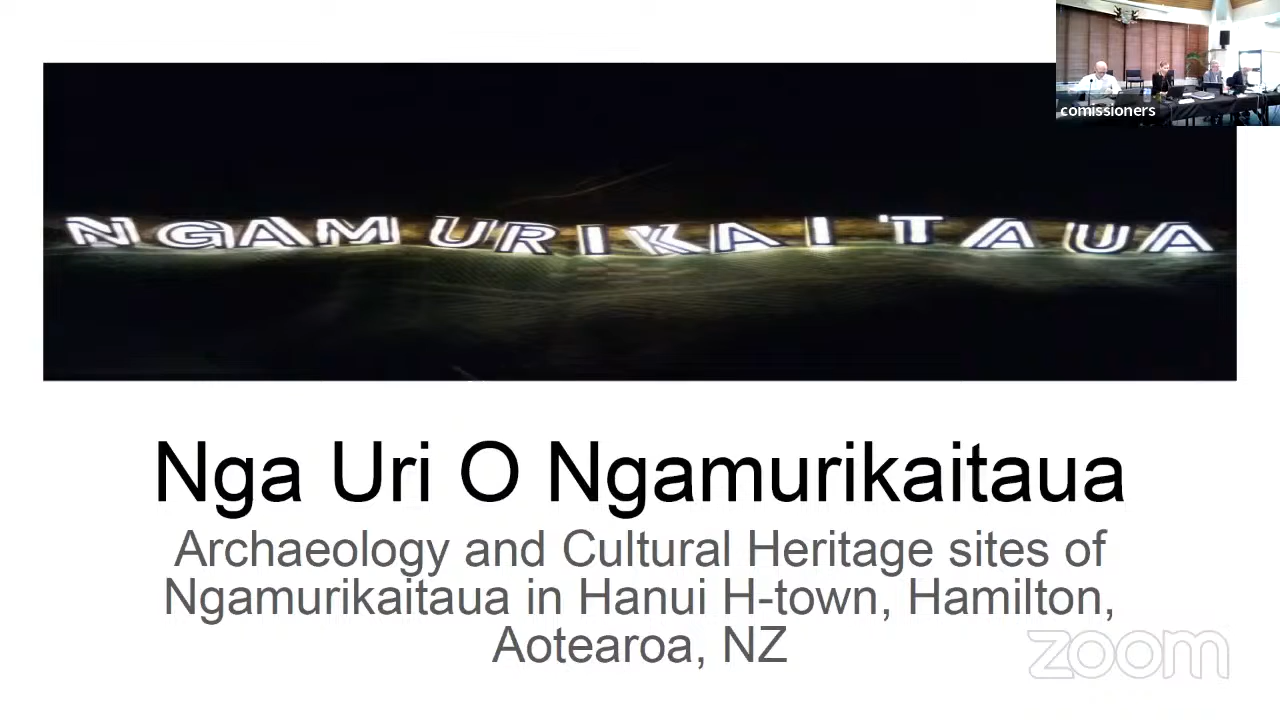 comissioners
NGAMURIKAITAUA
Nga Uri O Ngamurikaitaua
Archaeology and Cultural Heritage sites of
Ngamurikaitaua in Hanui H-town, Hamilton,
Aotearoa, NZ
zoom